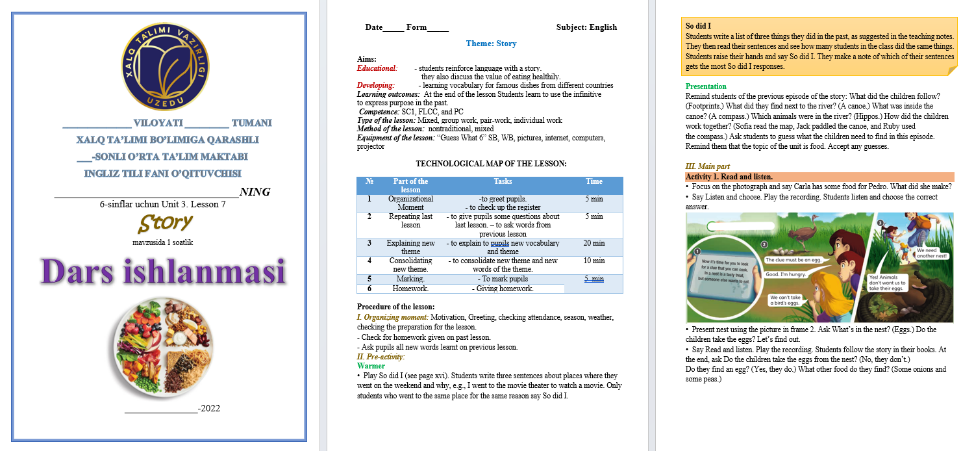 XALQ TALIMI VAZIRLIGI
UZEDU
______________ VILOYATI _________ TUMANI
XALQ TA'LIMI BO'LIMIGA QARASHLI
___-SONLI O'RTA TA'LIM MAKTABI
INGLIZ TILI FANI O'QITUVCHISI
_____________________________NING
6-sinflar uchun Unit 3. Lesson 7
Story
mavzusida 1 soatlik
Dars ishlanmasi
________________-2022
Date_____ Form_____ Subject: English
Theme: Story
Aims:
Educational: - students reinforce language with a story.
they also discuss the value of eating healthily.
Developing: - learning vocabulary for famous dishes from different countries
Learning outcomes: At the end of the lesson Students learn to use the infinitive
to express purpose in the past.
Competence: SC1, FLCC, and PC
Type of the lesson: Mixed, group work, pair-work, individual work
Method of the lesson: nontraditional, mixed
Equipment of the lesson: "Guess What 6" SB, WB, pictures, internet, computers,
projector
TECHNOLOGICAL MAP OF THE LESSON:
№ Part of the lesson Tasks Time
1 Organizational Moment -to greet pupils. - to check up the register 5 min
2 Repeating last lesson - to give pupils some questions about last lesson. – to ask words from previous lesson 5 min
3 Explaining new theme - to explain to pupils new vocabulary and theme 20 min
4 Consolidating new theme. - to consolidate new theme and new words of the theme. 10 min
5 Marking. - To mark pupils 5 min
6 Homework. - Giving homework.
Procedure of the lesson:
I. Organizing moment: Motivation, Greeting, checking attendance, season, weather,
checking the preparation for the lesson.
- Check for homework given on past lesson.
- Ask pupils all new words learnt on previous lesson.
II. Pre-activity:
Warmer
• Play So did I (see page xvi). Students write three sentences about places where they
went on the weekend and why, e.g., I went to the movie theater to watch a movie. Only
students who went to the same place for the same reason say So did I.
So did I
Students write a list of three things they did in the past, as suggested in the teaching notes.
They then read their sentences and see how many students in the class did the same things.
Students raise their hands and say So did I. They make a note of which of their sentences
gets the most So did I responses.
Presentation
Remind students of the previous episode of the story: What did the children follow?
(Footprints.) What did they find next to the river? (A canoe.) What was inside the
canoe? (A compass.) Which animals were in the river? (Hippos.) How did the children
work together? (Sofia read the map, Jack paddled the canoe, and Ruby used
the compass.) Ask students to guess what the children need to find in this episode.
Remind them that the topic of the unit is food. Accept any guesses.
III. Main part
Activity 1. Read and listen.
• Focus on the photograph and say Carla has some food for Pedro. What did she make?
• Say Listen and choose. Play the recording. Students listen and choose the correct
answer.
1
2
3
The clue must be an egg.
Good. I'm hungry.
We can't take a bird's eggs.
Yes! Animals don't want us to take their eggs.
We need another nest!
• Present nest using the picture in frame 2. Ask What's in the nest? (Eggs.) Do the
children take the eggs? Let's find out.
• Say Read and listen. Play the recording. Students follow the story in their books. At
the end, ask Do the children take the eggs from the nest? (No, they don't.)
Do they find an egg? (Yes, they do.) What other food do they find? (Some onions and
some peas.)